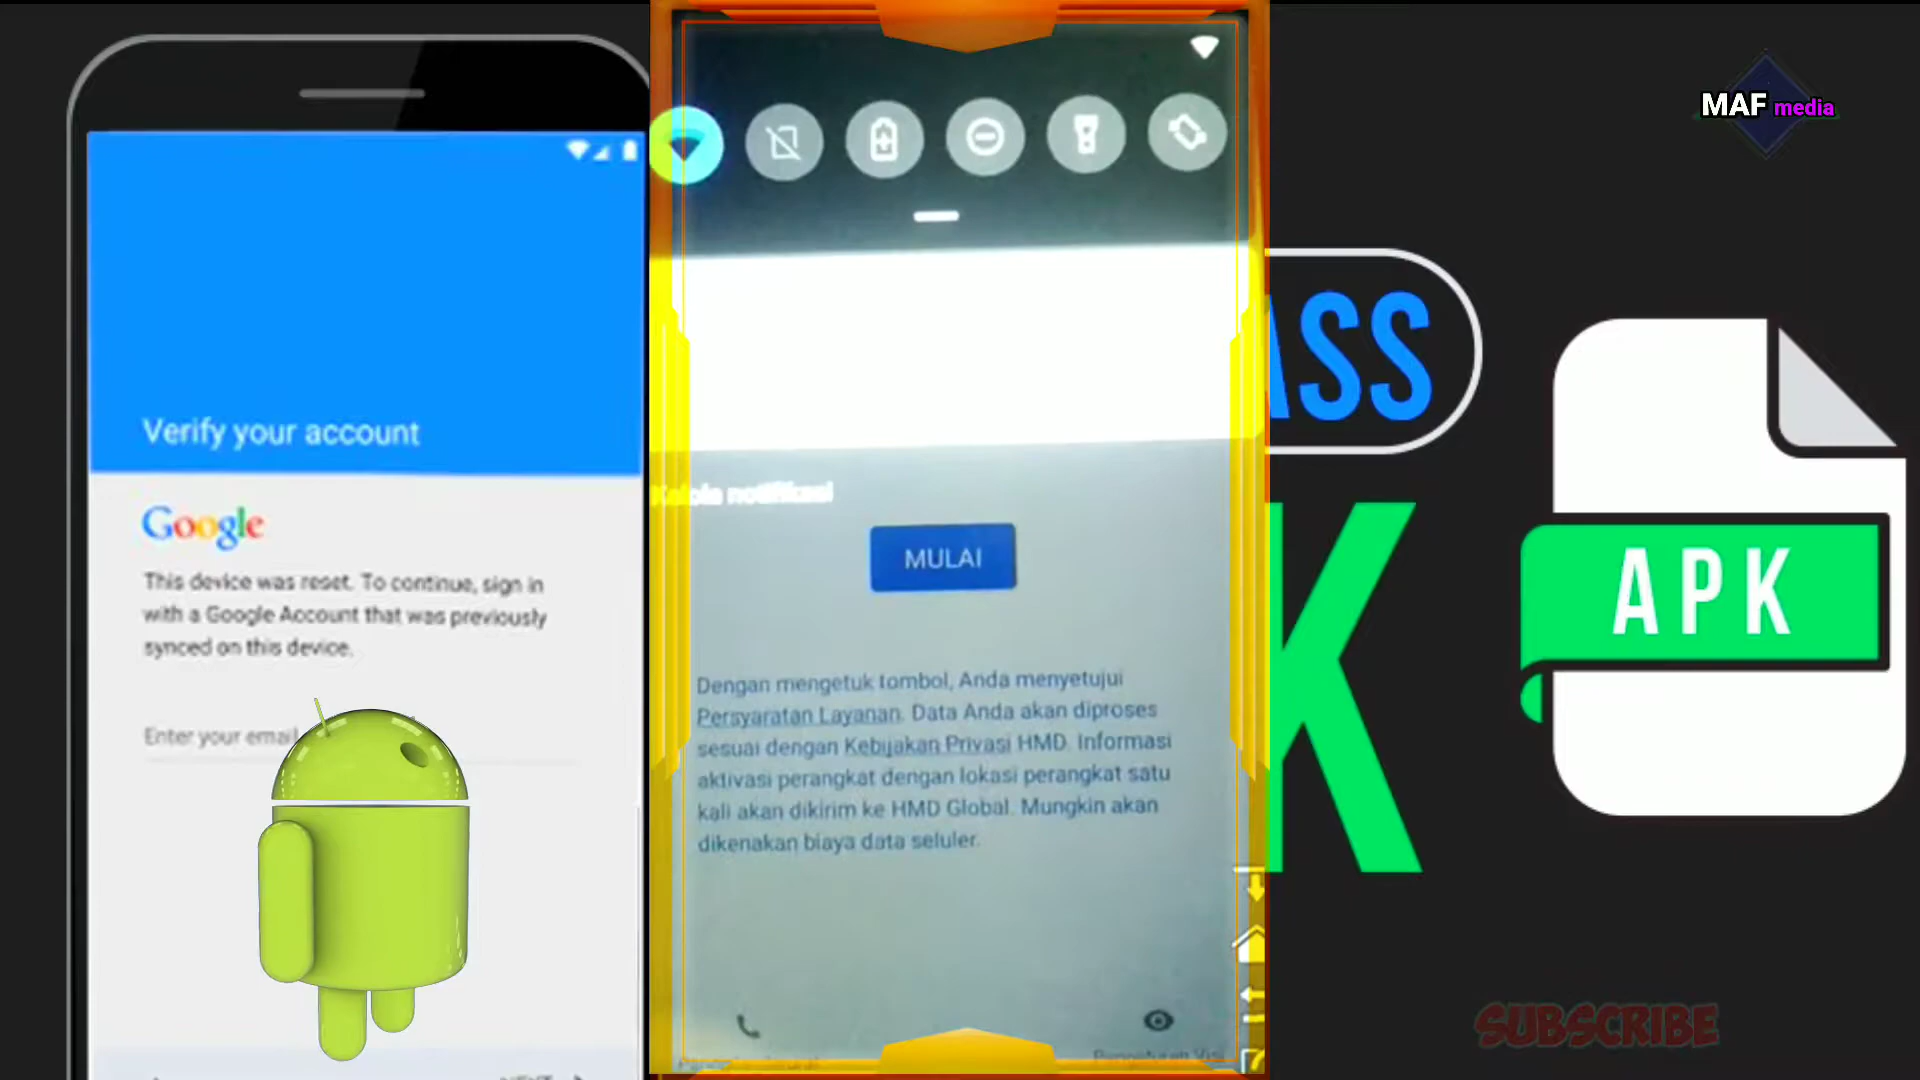 MAF media
Verify your account
Google
This device was reset. To continue, sign in
with a Google Account that was previously
synced on this device.
Enter your email
Kelola notifikasi
MULAI
Dengan mengetuk tombol, Anda menyetujui
Persyaratan Layanan. Data Anda akan diproses
sesuai dengan Kebijakan Privasi HMD. Informasi
aktivasi perangkat dengan lokasi perangkat satu
kali akan dikirim ke HMD Global. Mungkin akan
dikenakan biaya data seluler.
ASS
K
APK
SUBSCRIBE